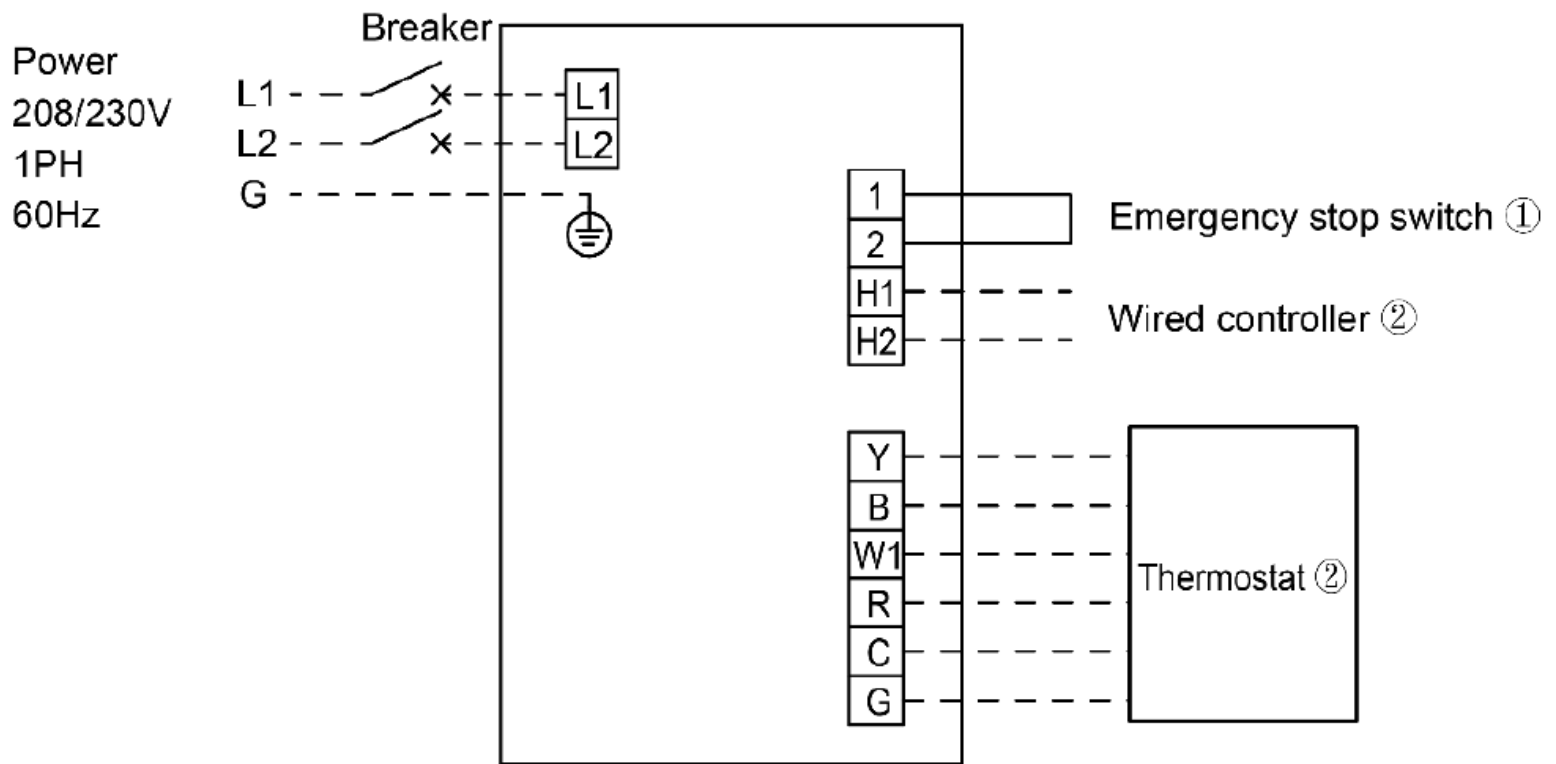 Breaker
Power
208/230V
1PH
60Hz
L1
L2
G
L1
L2
1
2
H1
H2
Emergency stop switch ①
Wired controller ②
Y
B
W1
R
C
G
Thermostat ②